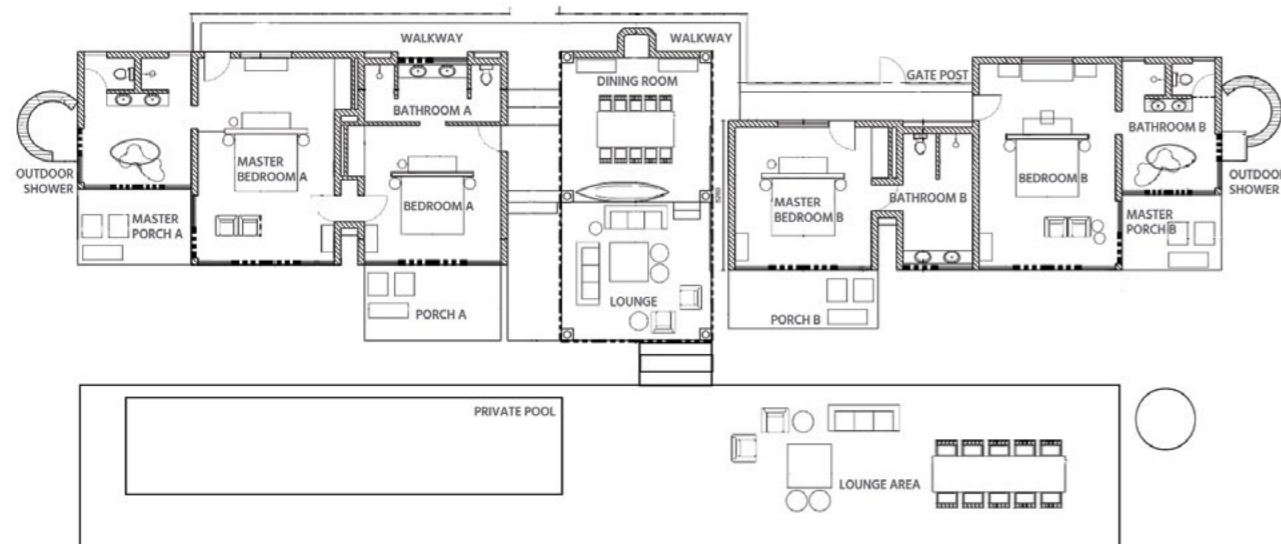 WALKWAY
WALKWAY
DINING ROOM
GATE POST
BATHROOM A
BATHROOM B
MASTER
BEDROOM A
OUTDOOR
SHOWER
BEDROOM A
MASTER
BEDROOM B
BATHROOM B
BEDROOM B
OUTDOOR
SHOWER
MASTER
PORCH A
MASTER
PORCH B
LOUNGE
PORCH A
PORCH B
PRIVATE POOL
LOUNGE AREA